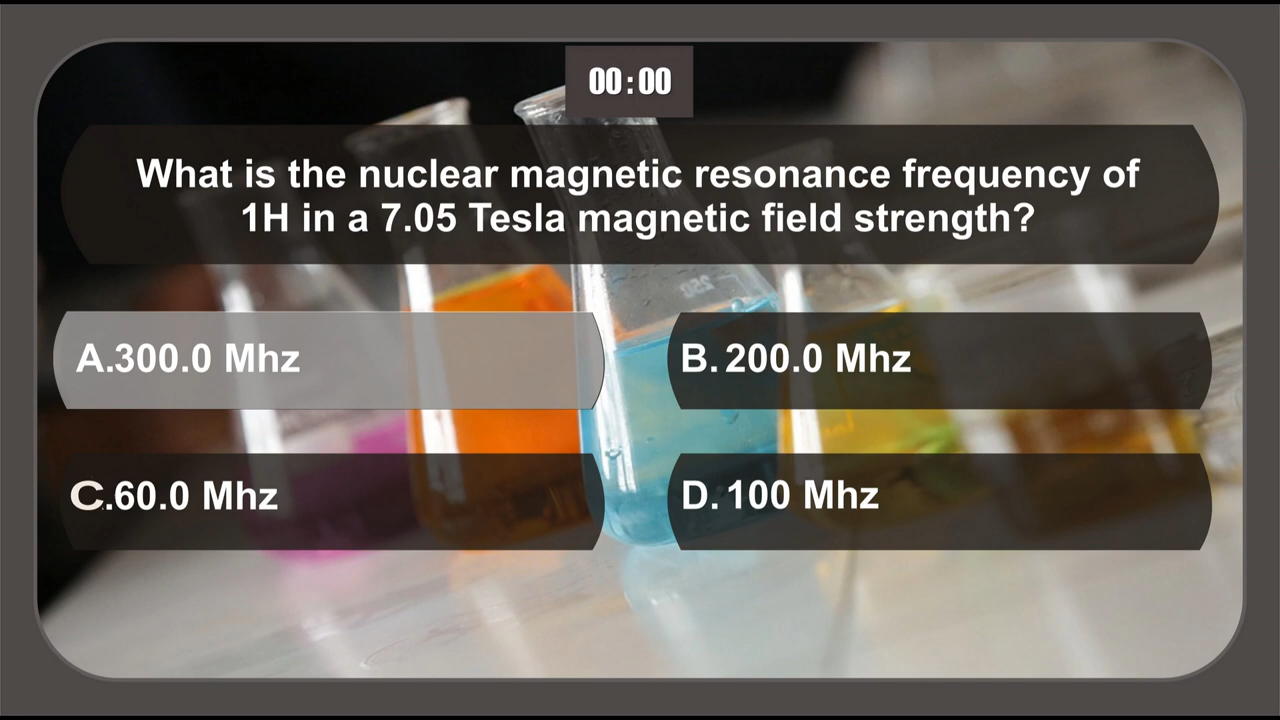 00:00
What is the nuclear magnetic resonance frequency of
1H in a 7.05 Tesla magnetic field strength?
A.300.0 Mhz
B. 200.0 Mhz
C.60.0 Mhz
D. 100 Mhz
250